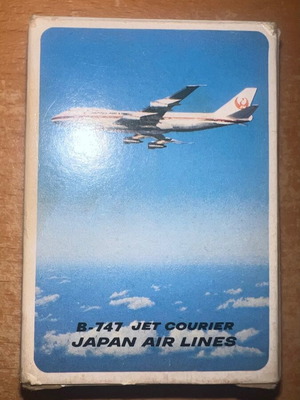 B-747 JET COURIER
JAPAN AIR LINES